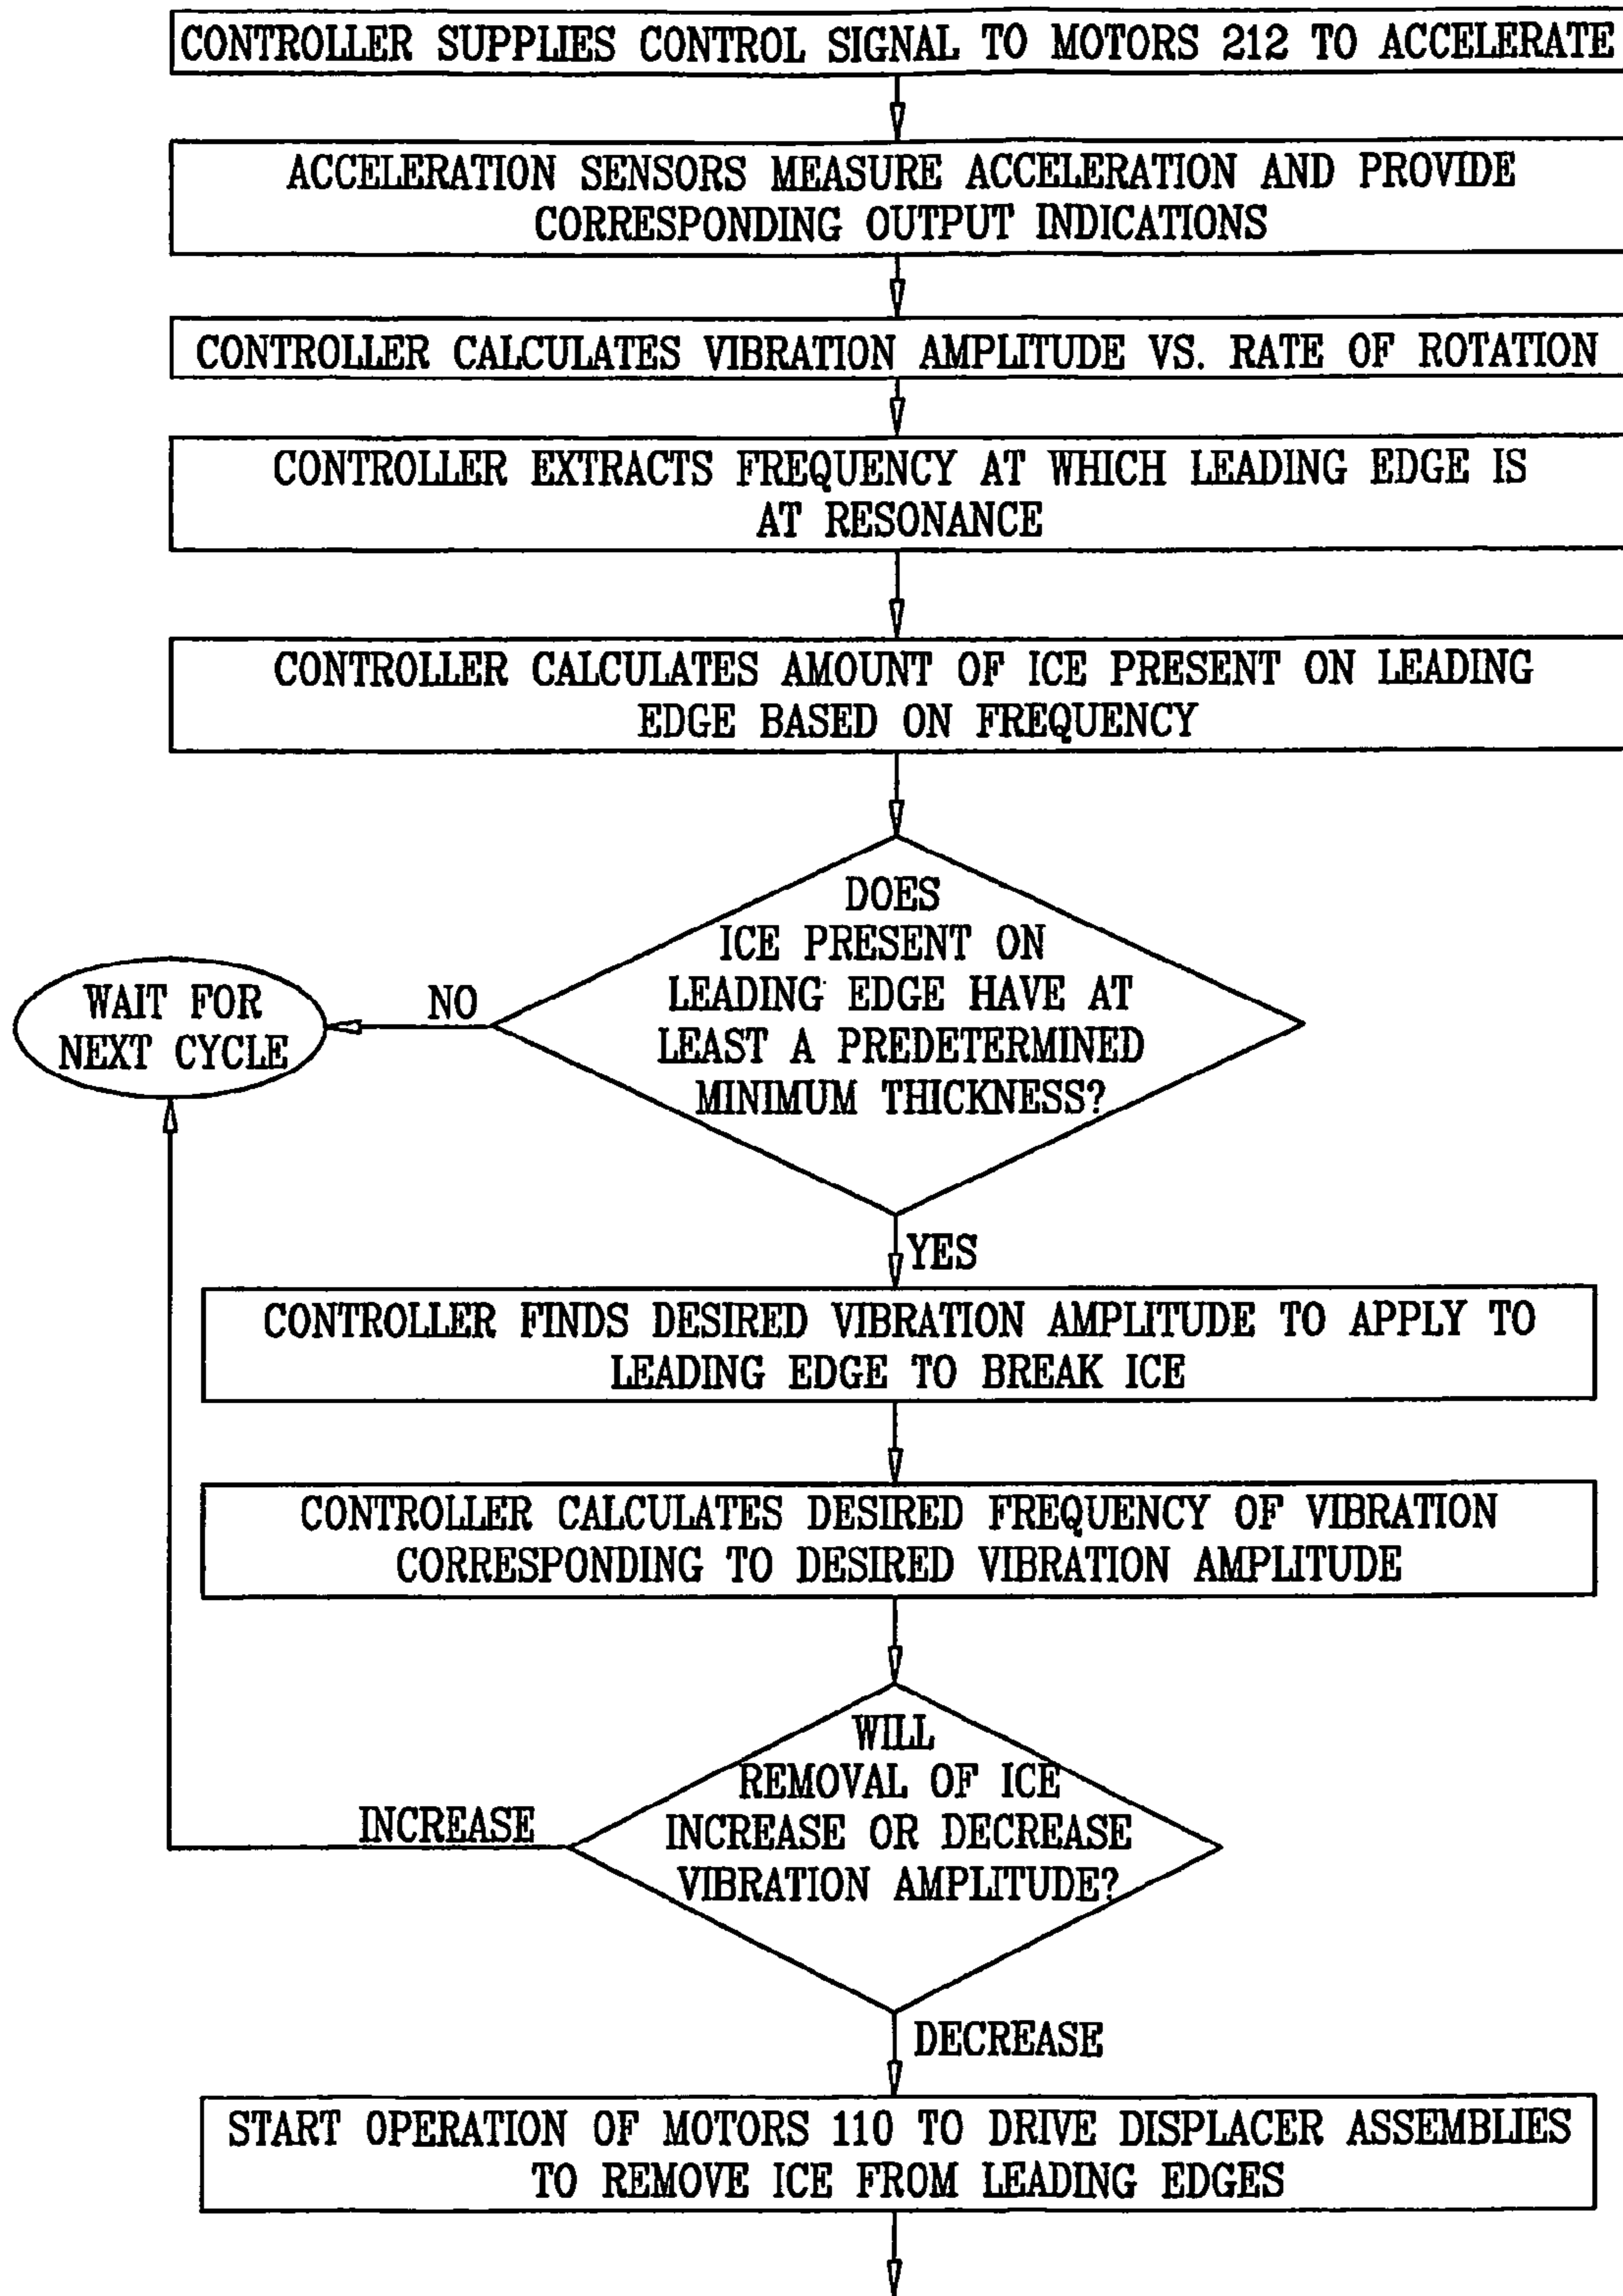 CONTROLLER SUPPLIES CONTROL SIGNAL TO MOTORS 212 TO ACCELERATE
ACCELERATION SENSORS MEASURE ACCELERATION AND PROVIDE
CORRESPONDING OUTPUT INDICATIONS
CONTROLLER CALCULATES VIBRATION AMPLITUDE VS. RATE OF ROTATION
CONTROLLER EXTRACTS FREQUENCY AT WHICH LEADING EDGE IS
AT RESONANCE
CONTROLLER CALCULATES AMOUNT OF ICE PRESENT ON LEADING
EDGE BASED ON FREQUENCY
DOES
ICE PRESENT ON
LEADING EDGE HAVE AT
LEAST A PREDETERMINED
MINIMUM THICKNESS?
NO
WAIT FOR
NEXT CYCLE
YES
CONTROLLER FINDS DESIRED VIBRATION AMPLITUDE TO APPLY TO
LEADING EDGE TO BREAK ICE
CONTROLLER CALCULATES DESIRED FREQUENCY OF VIBRATION
CORRESPONDING TO DESIRED VIBRATION AMPLITUDE
WILL
REMOVAL OF ICE
INCREASE OR DECREASE
VIBRATION AMPLITUDE?
INCREASE
DECREASE
START OPERATION OF MOTORS 110 TO DRIVE DISPLACER ASSEMBLIES
TO REMOVE ICE FROM LEADING EDGES